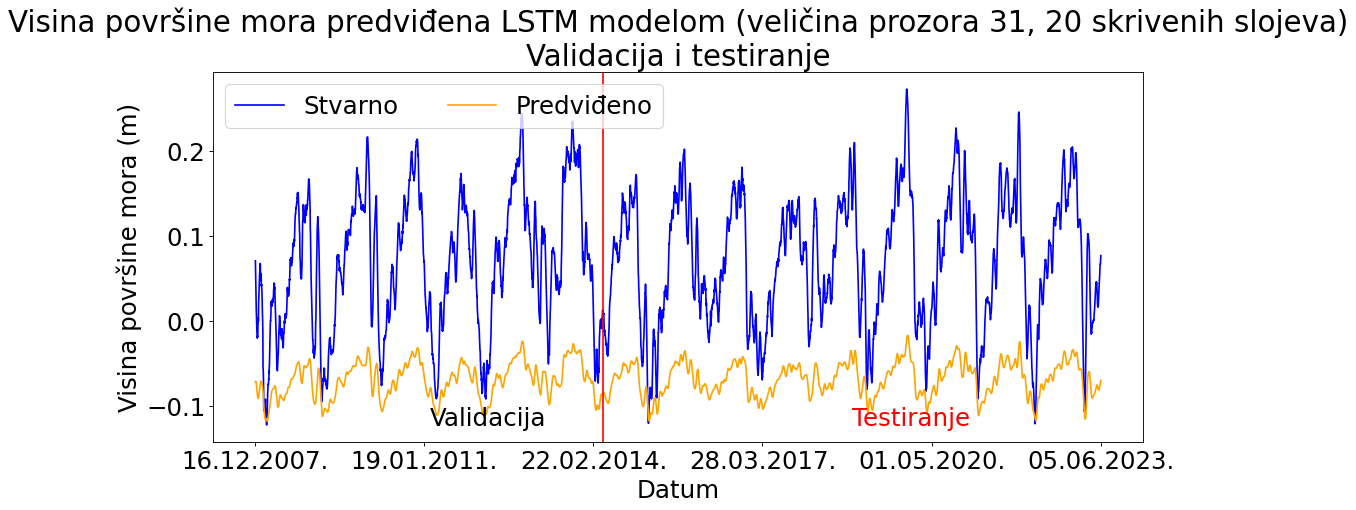 Visina površine mora predviđena LSTM modelom (veličina prozora 31, 20 skrivenih slojeva)
Validacija i testiranje
Stvarno
Predviđeno
Visina površine mora (m)
0.2
0.1
0.0
−0.1
Validacija
Testiranje
16.12.2007.
19.01.2011.
22.02.2014.
28.03.2017.
01.05.2020.
05.06.2023.
Datum